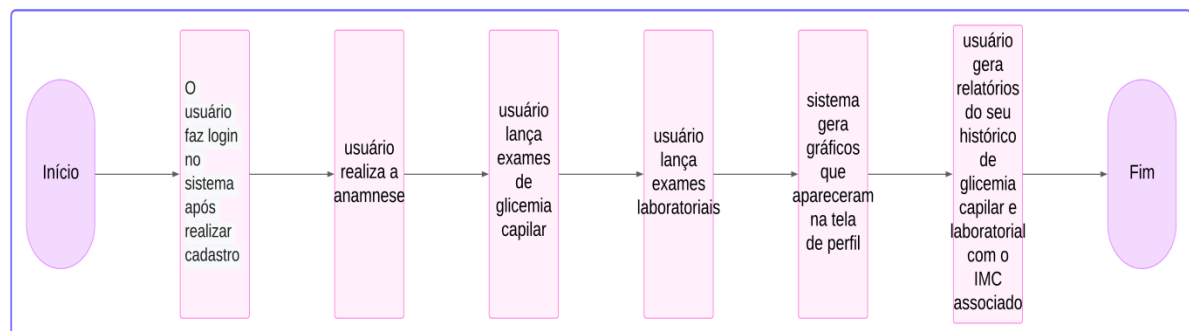 Início
O
usuário
faz login
no
sistema
após
realizar
cadastro
usuário
realiza a
anamnese
usuário
lança
exames
de
glicemia
capilar
usuário
lança
exames
laboratoriais
sistema
gera
gráficos
que
apareceram
na tela
de perfil
usuário
gera
relatórios
do seu
histórico
de
glicemia
capilar e
laboratorial
com o
IMC
associado
Fim